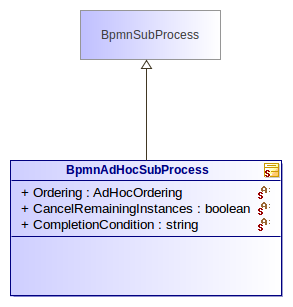 BpmnSubProcess
BpmnAdHocSubProcess
+ Ordering : AdHocOrdering
+ CancelRemainingInstances : boolean
+ CompletionCondition : string